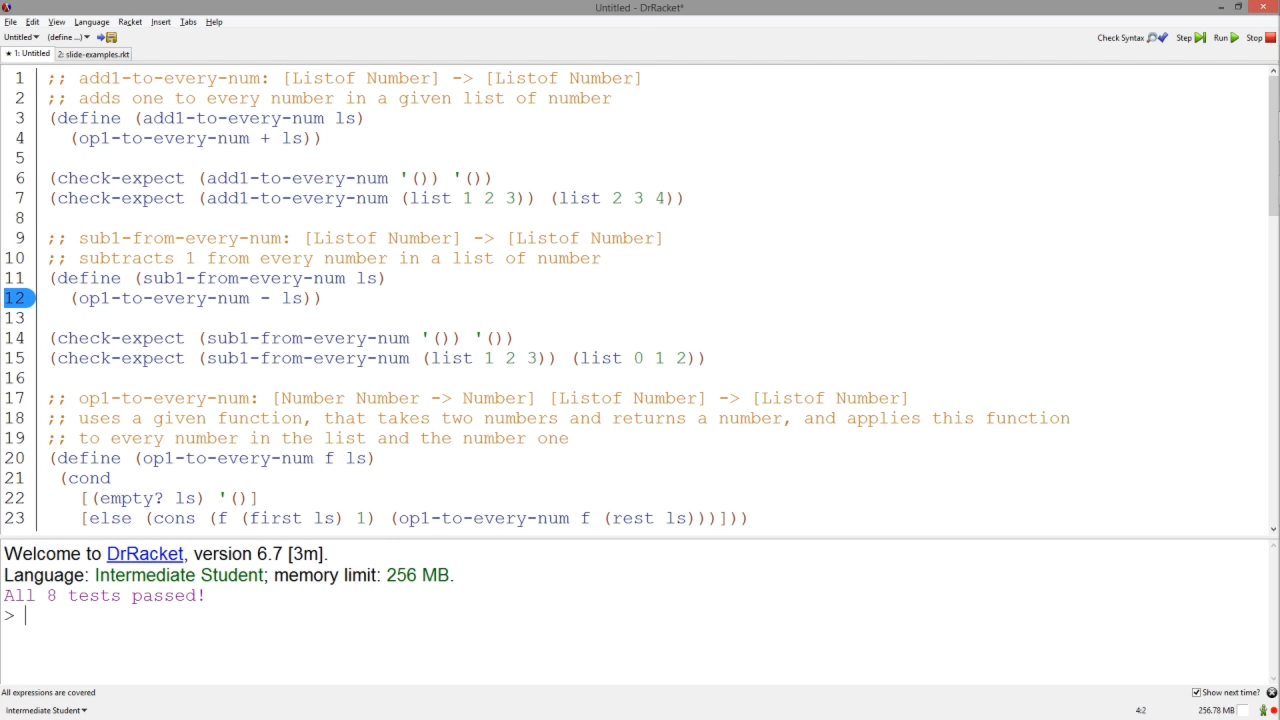 Untitled - DrRacket*
File Edit View Language Racket Insert Tabs Help
Untitled (define ...) Check Syntax Step Run Stop
1: Untitled 2: slide-examples.rkt
1 ;; add1-to-every-num: [Listof Number] -> [Listof Number]
2 ;; adds one to every number in a given list of number
3 (define (add1-to-every-num ls)
4 (op1-to-every-num + ls))
5
6 (check-expect (add1-to-every-num '()) '())
7 (check-expect (add1-to-every-num (list 1 2 3)) (list 2 3 4))
8
9 ;; sub1-from-every-num: [Listof Number] -> [Listof Number]
10 ;; subtracts 1 from every number in a list of number
11 (define (sub1-from-every-num ls)
12 (op1-to-every-num - ls))
13
14 (check-expect (sub1-from-every-num '()) '())
15 (check-expect (sub1-from-every-num (list 1 2 3)) (list 0 1 2))
16
17 ;; op1-to-every-num: [Number Number -> Number] [Listof Number] -> [Listof Number]
18 ;; uses a given function, that takes two numbers and returns a number, and applies this function
19 ;; to every number in the list and the number one
20 (define (op1-to-every-num f ls)
21 (cond
22 [(empty? ls) '()]
23 [else (cons (f (first ls) 1) (op1-to-every-num f (rest ls)))]))
Welcome to DrRacket, version 6.7 [3m].
Language: Intermediate Student; memory limit: 256 MB.
All 8 tests passed!
>
All expressions are covered Show next time?
Intermediate Student 4:2 256.78 MB